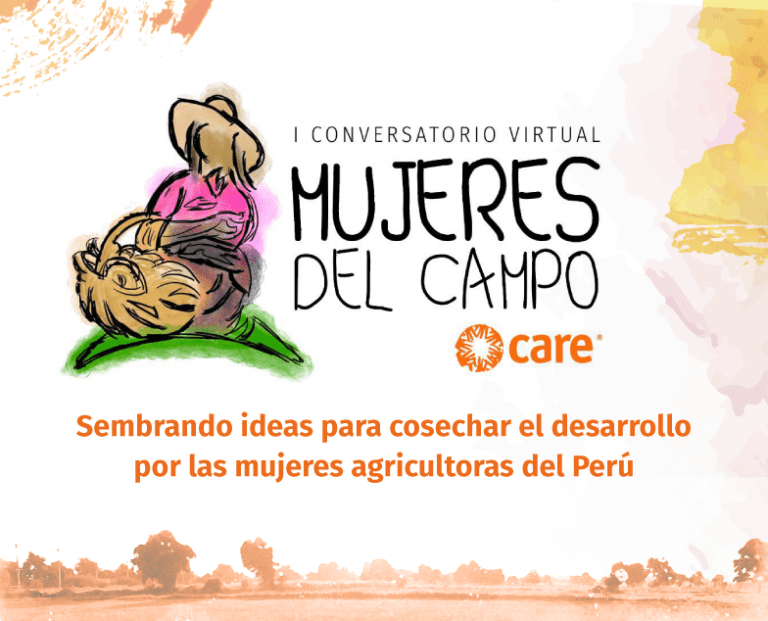 I CONVERSATORIO VIRTUAL
MUJERES
DEL CAMPO
care®
Sembrando ideas para cosechar el desarrollo
por las mujeres agricultoras del Perú